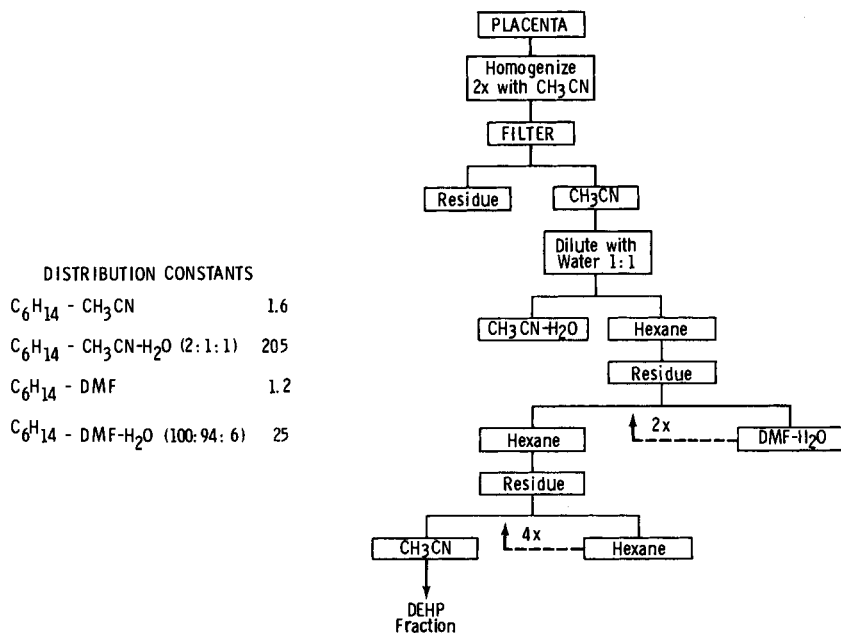 PLACENTA
Homogenize
2x with CH3CN
FILTER
Residue
CH3CN
Dilute with
Water 1:1
CH3CN-H2O
Hexane
Residue
Hexane
2x
DMF-H2O
Residue
CH3CN
4x
Hexane
DEHP
Fraction
DISTRIBUTION CONSTANTS
C6H14 - CH3CN 1.6
C6H14 - CH3CN-H2O (2:1:1) 205
C6H14 - DMF 1.2
C6H14 - DMF-H2O (100:94:6) 25